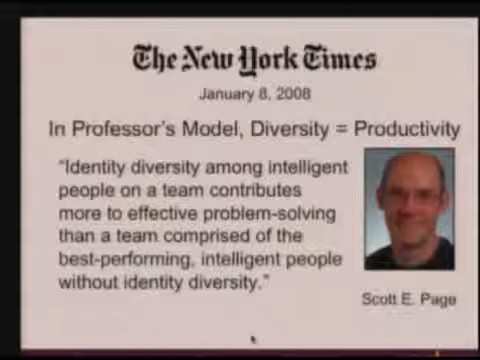 The New York Times
January 8, 2008
In Professor's Model, Diversity = Productivity
"Identity diversity among intelligent
people on a team contributes
more to effective problem-solving
than a team comprised of the
best-performing, intelligent people
without identity diversity."
Scott E. Page